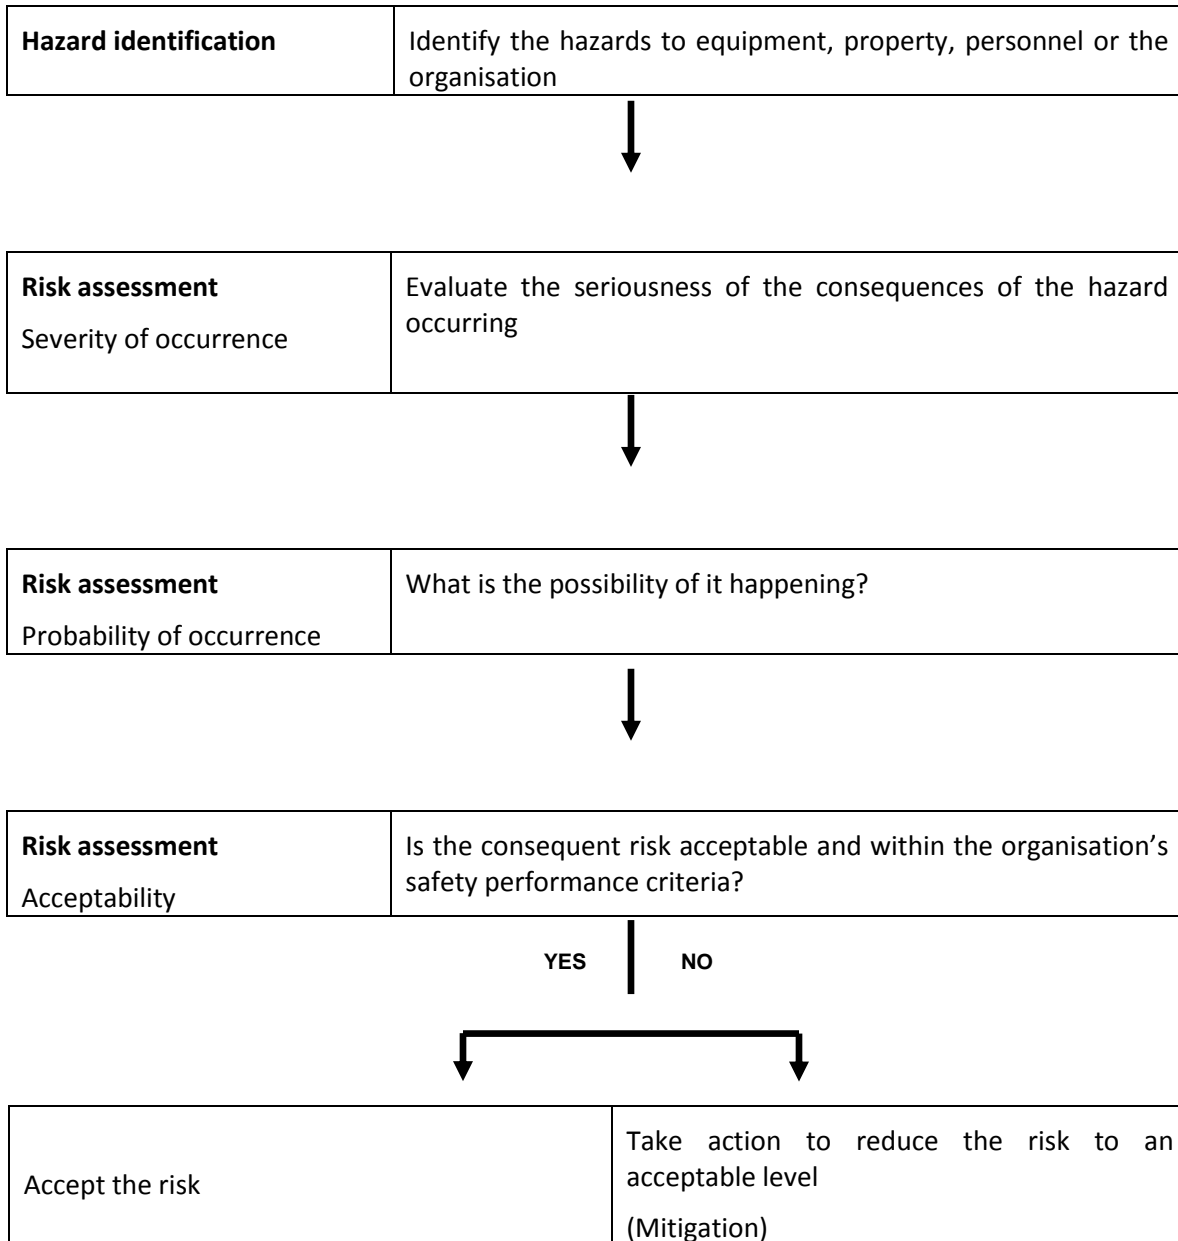 Hazard identification
Identify the hazards to equipment, property, personnel or the
organisation
Risk assessment
Severity of occurrence
Evaluate the seriousness of the consequences of the hazard
occurring
Risk assessment
Probability of occurrence
What is the possibility of it happening?
Risk assessment
Acceptability
Is the consequent risk acceptable and within the organisation’s
safety performance criteria?
YES NO
Accept the risk
Take action to reduce the risk to an
acceptable level
(Mitigation)